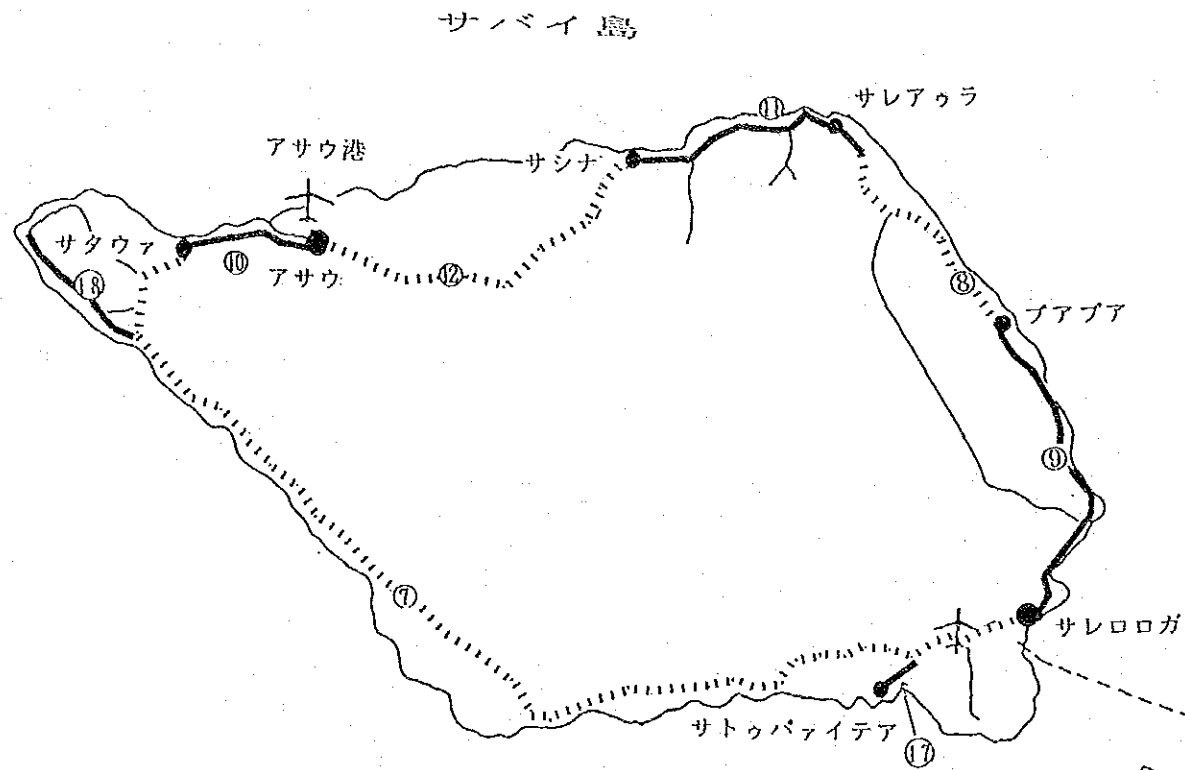 サバイ島
サレアゥラ
⑪
アサウ港
サシナ
サタウァ
⑩
アサウ
⑫
⑱
⑧
プアプア
⑨
⑦
サレロロガ
サトゥパァイテア
⑰